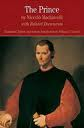 The Prince
by Niccolò Machiavelli
with Related Documents